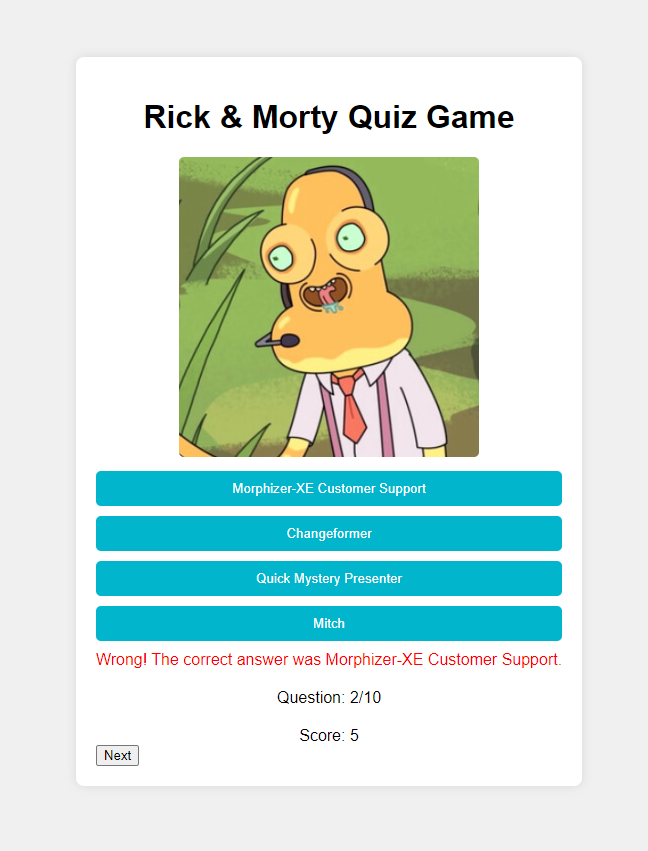 Rick & Morty Quiz Game
Morphizer-XE Customer Support
Changeformer
Quick Mystery Presenter
Mitch
Wrong! The correct answer was Morphizer-XE Customer Support.
Question: 2/10
Score: 5
Next